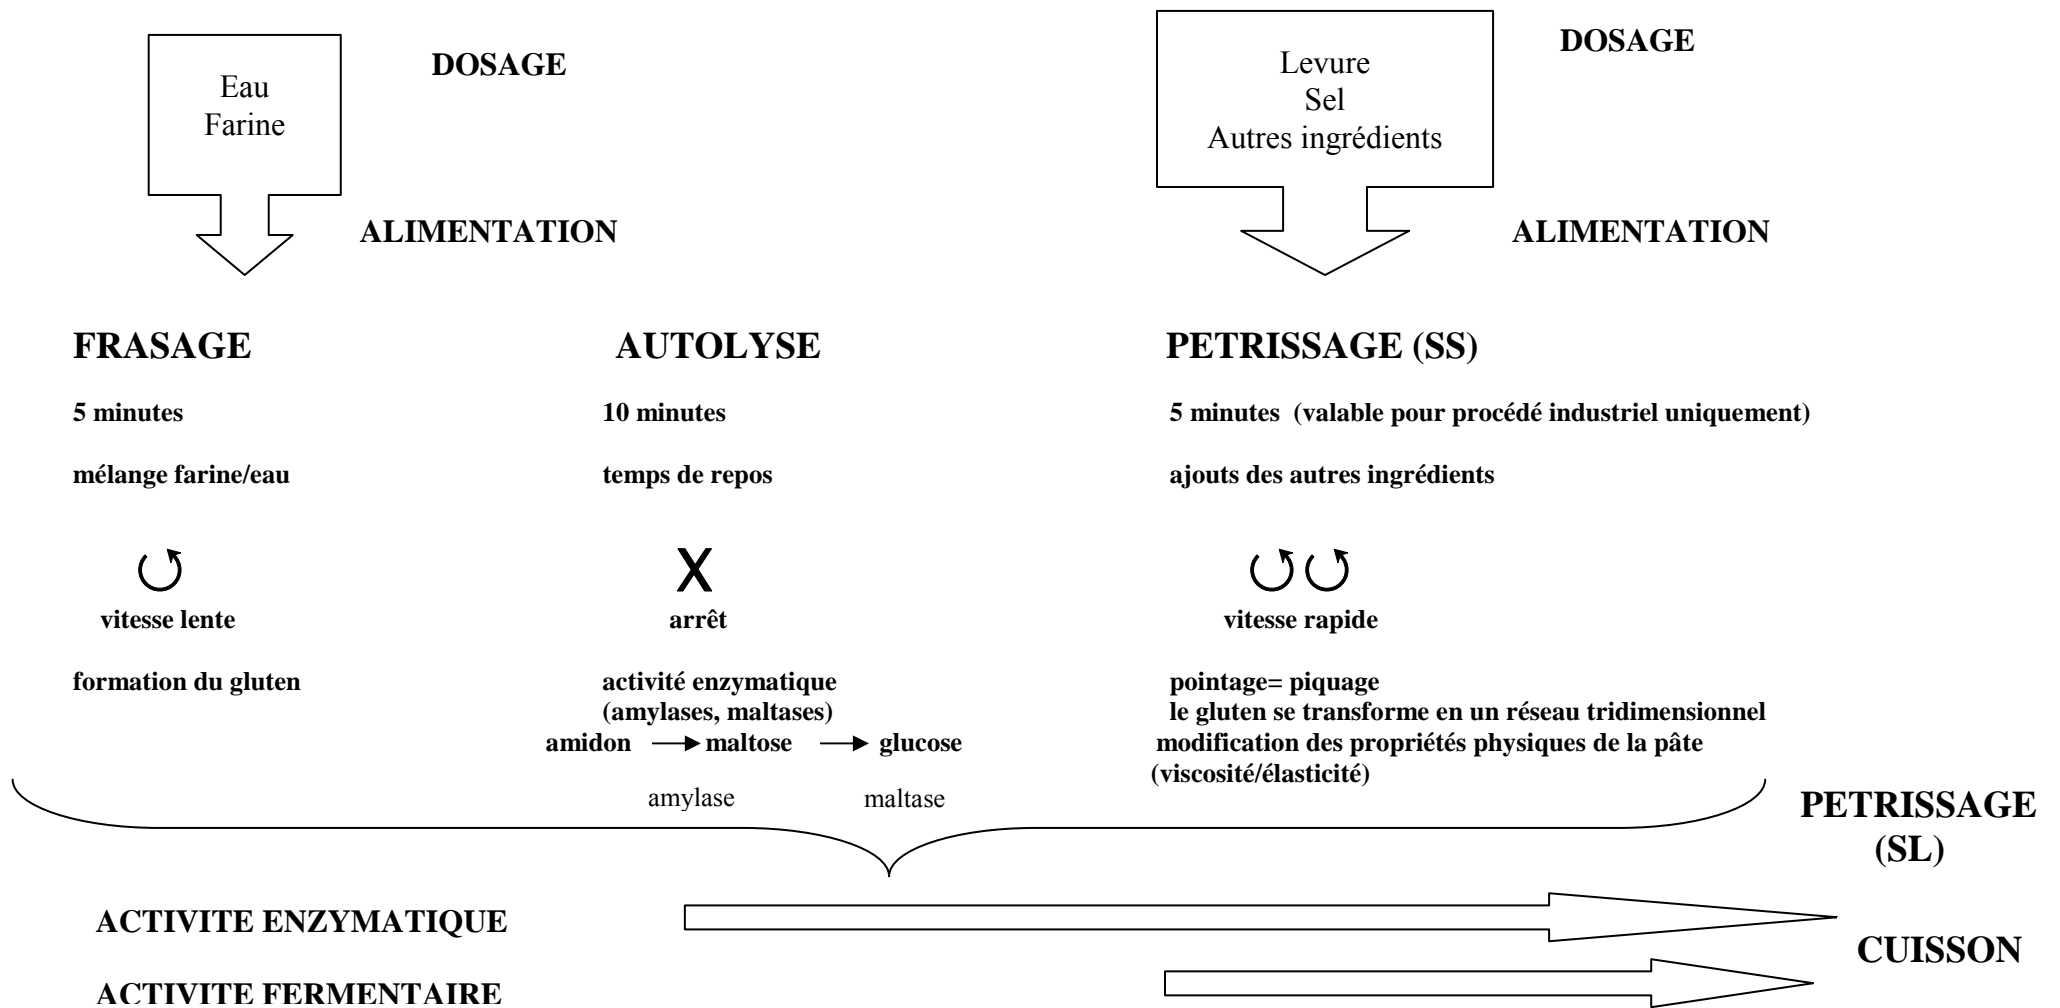 DOSAGE
Eau
Farine
ALIMENTATION
DOSAGE
Levure
Sel
Autres ingrédients
ALIMENTATION
FRASAGE
5 minutes
mélange farine/eau
vitesse lente
formation du gluten
AUTOLYSE
10 minutes
temps de repos
X
arrêt
activité enzymatique
(amylases, maltases)
amidon maltose glucose
amylase maltase
PETRISSAGE (SS)
5 minutes (valable pour procédé industriel uniquement)
ajouts des autres ingrédients
vitesse rapide
pointage= piquage
le gluten se transforme en un réseau tridimensionnel
modification des propriétés physiques de la pâte
(viscosité/élasticité)
PETRISSAGE
(SL)
ACTIVITE ENZYMATIQUE
CUISSON
ACTIVITE FERMENTAIRE